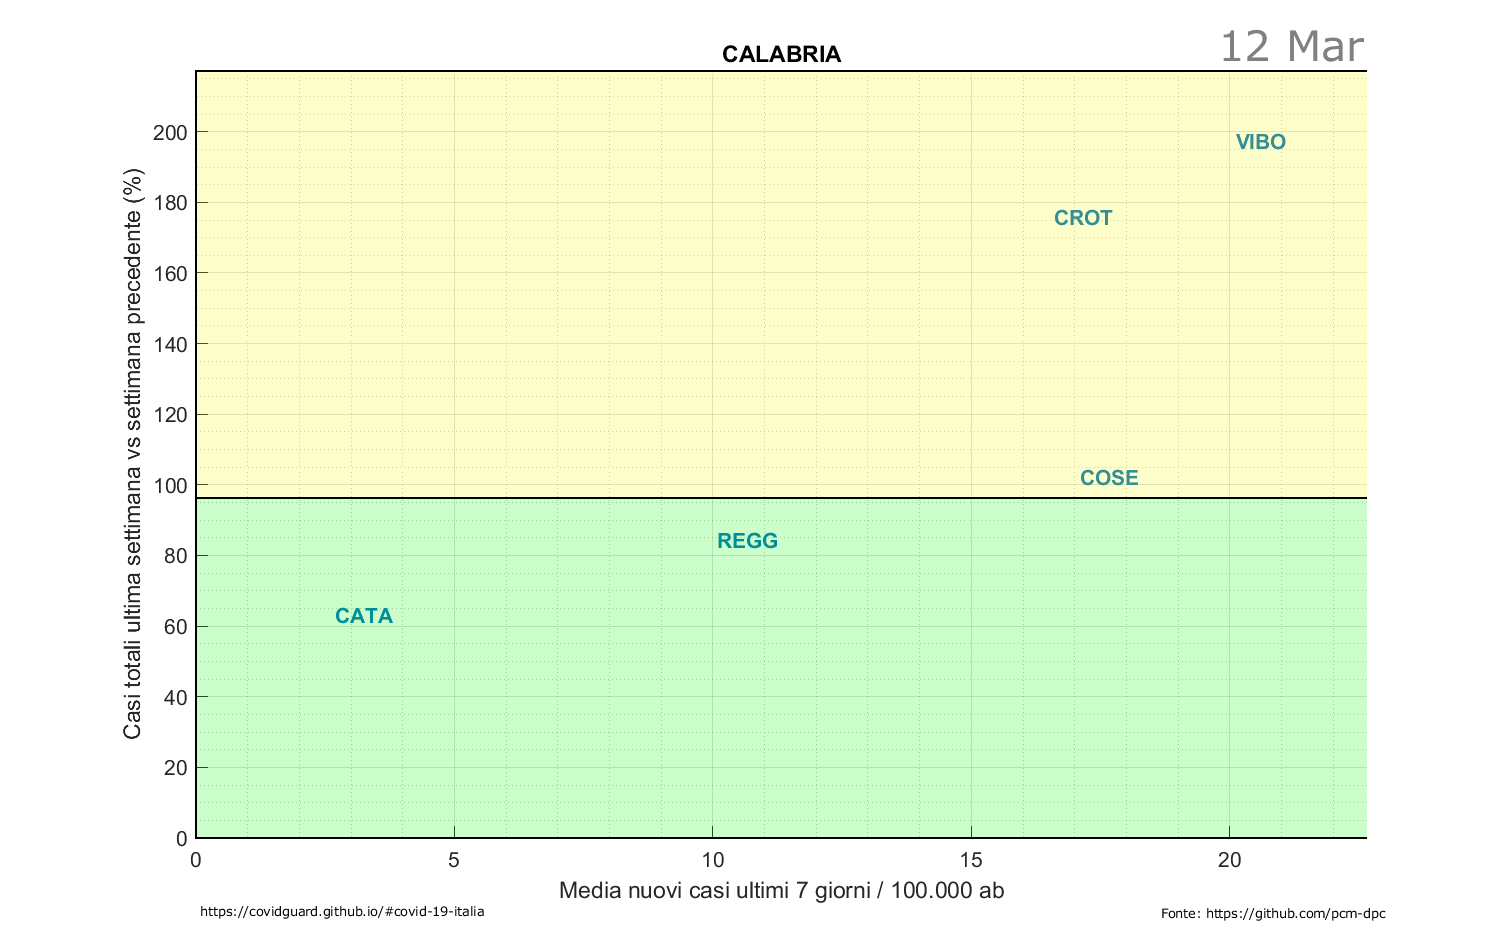 CALABRIA
12 Mar
Casi totali ultima settimana vs settimana precedente (%)
200
180
160
140
120
100
80
60
40
20
0
VIBO
CROT
COSE
REGG
CATA
0 5 10 15 20
Media nuovi casi ultimi 7 giorni / 100.000 ab
https://covidguard.github.io/#covid-19-italia
Fonte: https://github.com/pcm-dpc